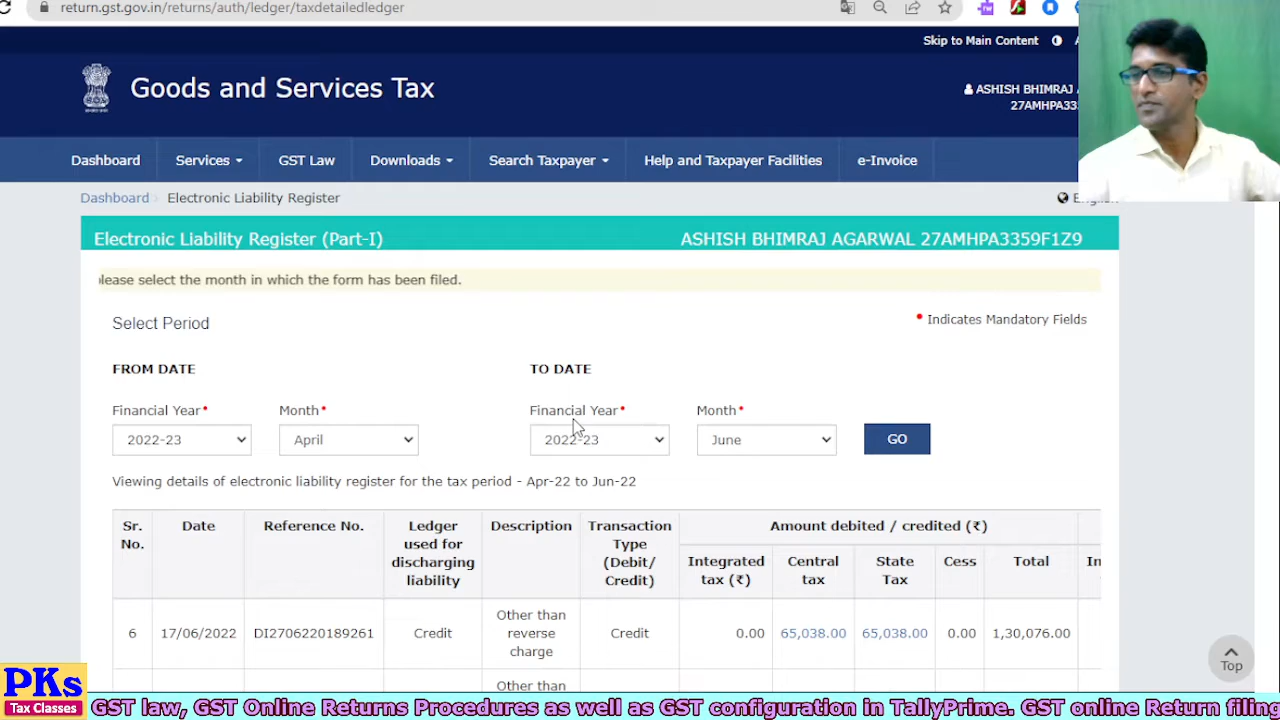 return.gst.gov.in/returns/auth/ledger/taxdetailedledger
Skip to Main Content
Goods and Services Tax
ASHISH BHIMRAJ
27AMHPA33
Dashboard Services GST Law Downloads Search Taxpayer Help and Taxpayer Facilities e-Invoice
Dashboard Electronic Liability Register
Electronic Liability Register (Part-I) ASHISH BHIMRAJ AGARWAL 27AMHPA3359F1Z9
lease select the month in which the form has been filed.
Select Period
• Indicates Mandatory Fields
FROM DATE TO DATE
Financial Year• Month• Financial Year• Month•
2022-23 April 2022-23 June GO
Viewing details of electronic liability register for the tax period - Apr-22 to Jun-22
Sr. No. Date Reference No. Ledger used for discharging liability Description Transaction Type (Debit/ Credit) Amount debited / credited (₹)
Integrated tax (₹) Central tax State Tax Cess Total In
6 17/06/2022 DI2706220189261 Credit Other than reverse charge Credit 0.00 65,038.00 65,038.00 0.00 1,30,076.00
Other than
Top
PKs
Tax Classes
GST law, GST Online Returns Procedures as well as GST configuration in TallyPrime. GST online Return filing